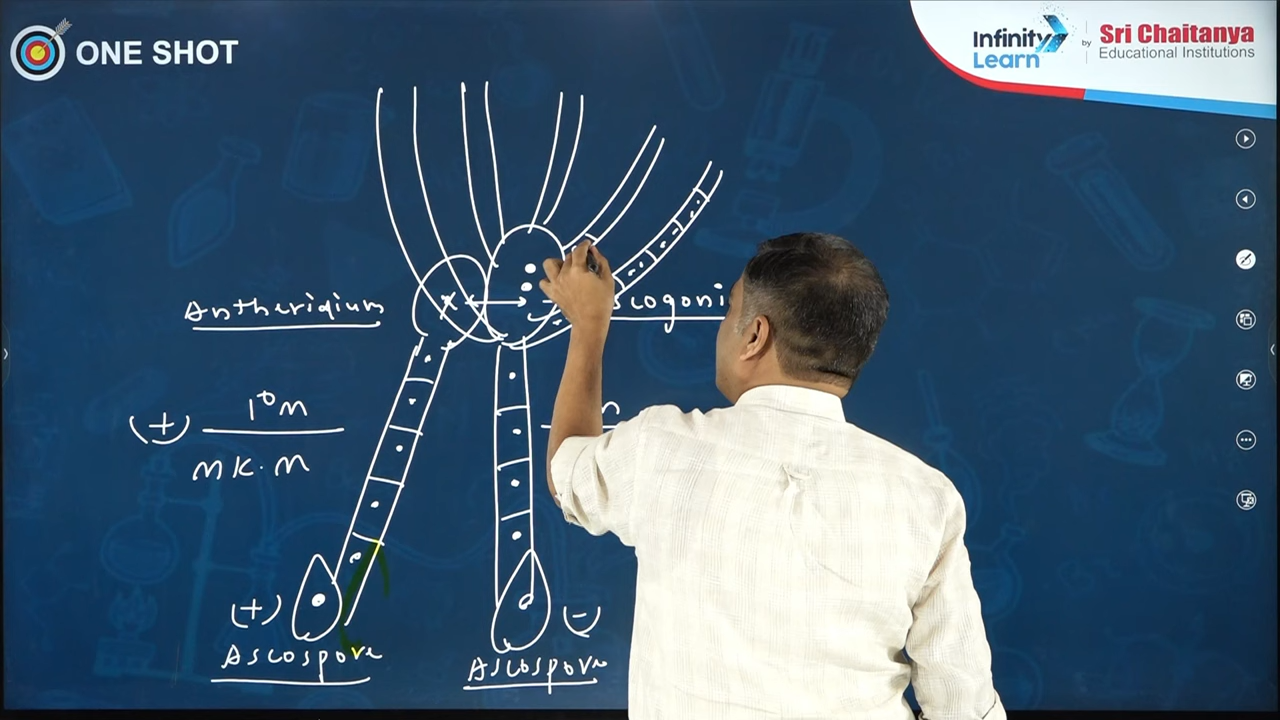 ONE SHOT
Infinity Learn by Sri Chaitanya Educational Institutions
Antheridium
(+) 1° M
MK. M
(+)
(-)
Ascospore
Ascospore